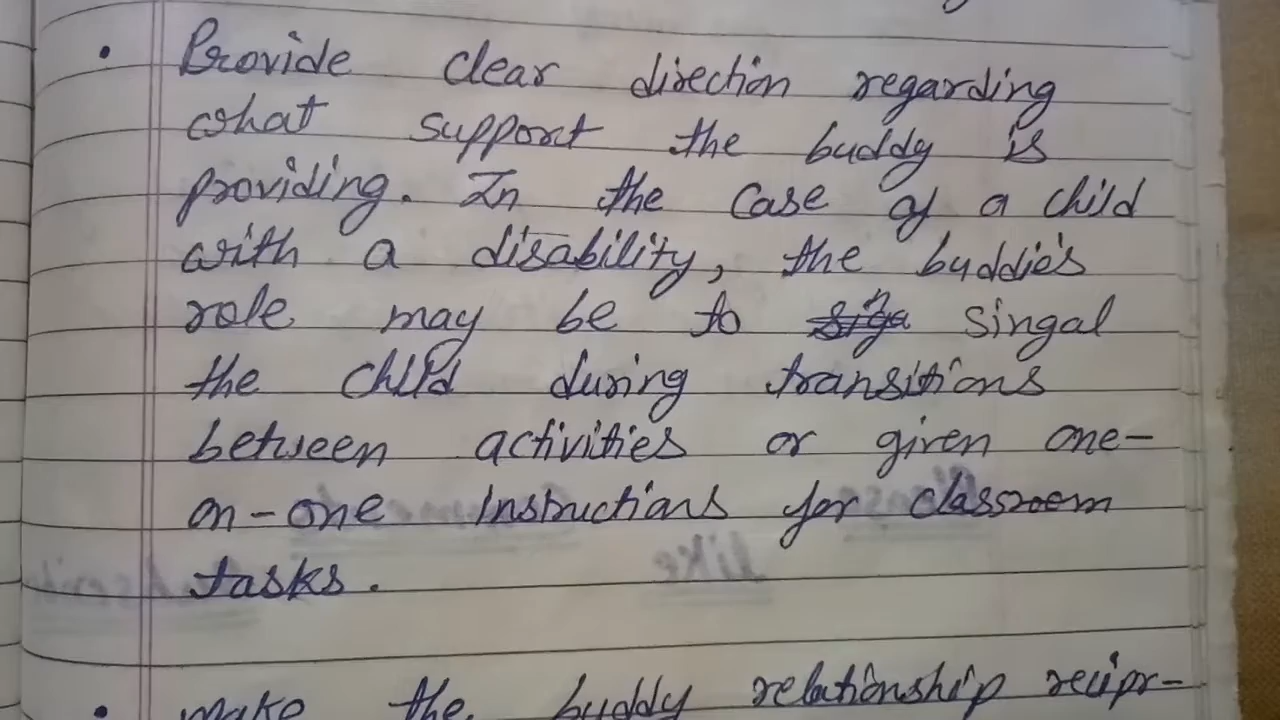 • Provide clear direction regarding
what support the buddy is
providing. In the case of a child
with a disability, the buddie's
role may be to singal
the child during transitions
between activities or given one-
on-one instructions for classroom
tasks.
• Make the buddy relationship recipr-